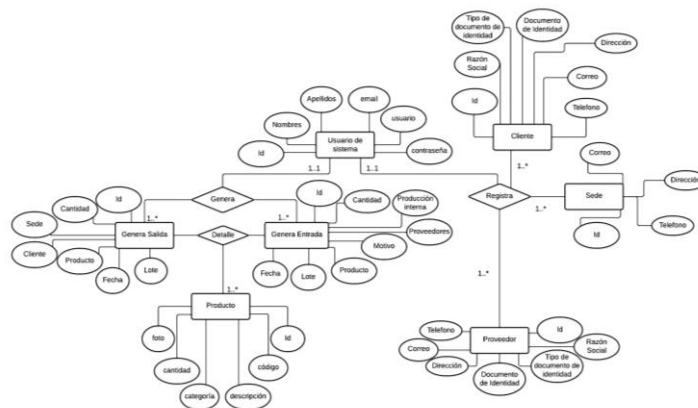 Tipo de
documento de
identidad
Documento
de Identidad
Dirección
Razón
Social
Correo
Id
Telefono
Cliente
Apellidos
email
Nombres
usuario
Id
Usuario de
sistema
contraseña
1..1
1..1
1..*
Correo
Dirección
Genera
Registra
Sede
1..*
Telefono
Id
Id
Cantidad
Sede
1..*
Genera Salida
Cliente
Producto
Fecha
Lote
Detalle
Id
Cantidad
Producción
interna
1..*
Genera Entrada
Proveedores
Motivo
Fecha
Lote
Producto
1..*
Producto
foto
Id
cantidad
código
categoría
descripción
1..*
Telefono
Id
Correo
Proveedor
Razón
Social
Dirección
Documento
de Identidad
Tipo de
documento de
identidad